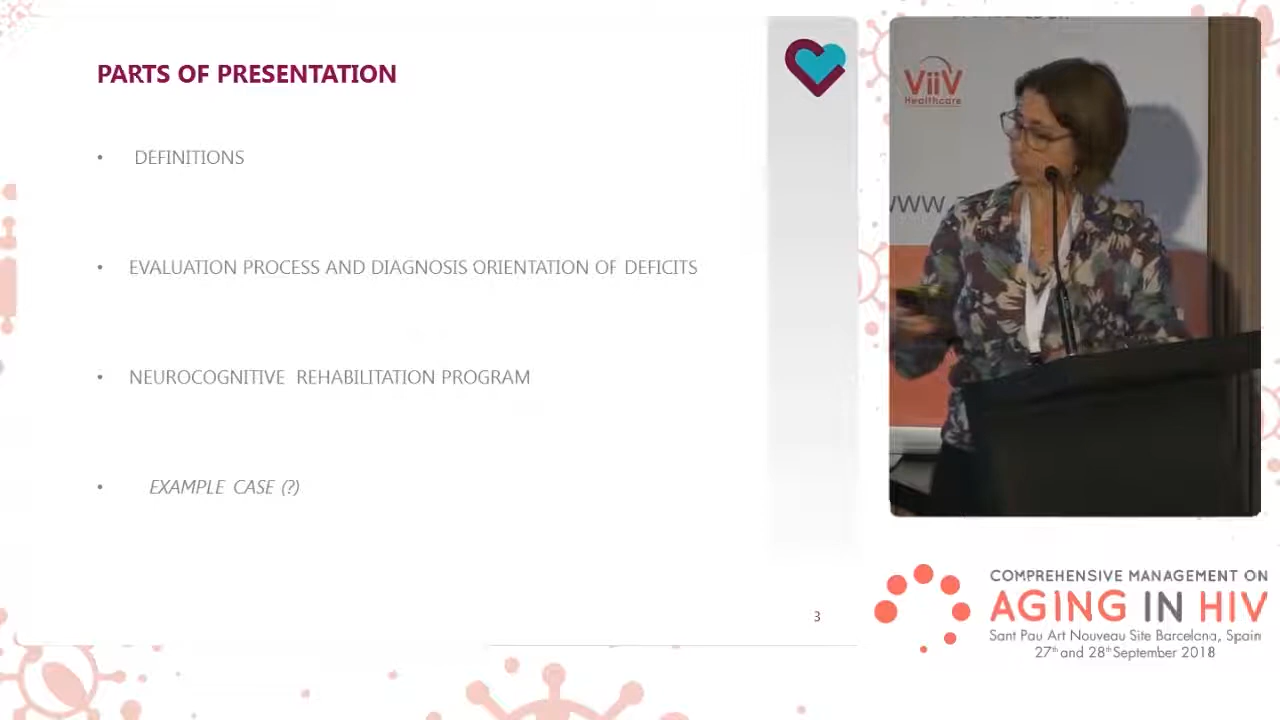 PARTS OF PRESENTATION
• DEFINITIONS
• EVALUATION PROCESS AND DIAGNOSIS ORIENTATION OF DEFICITS
• NEUROCOGNITIVE REHABILITATION PROGRAM
• EXAMPLE CASE (?)
3
ViiV
Healthcare
www.
COMPREHENSIVE MANAGEMENT ON
AGING IN HIV
Sant Pau Art Nouveau Site Barcelona, Spain
27th and 28th September 2018